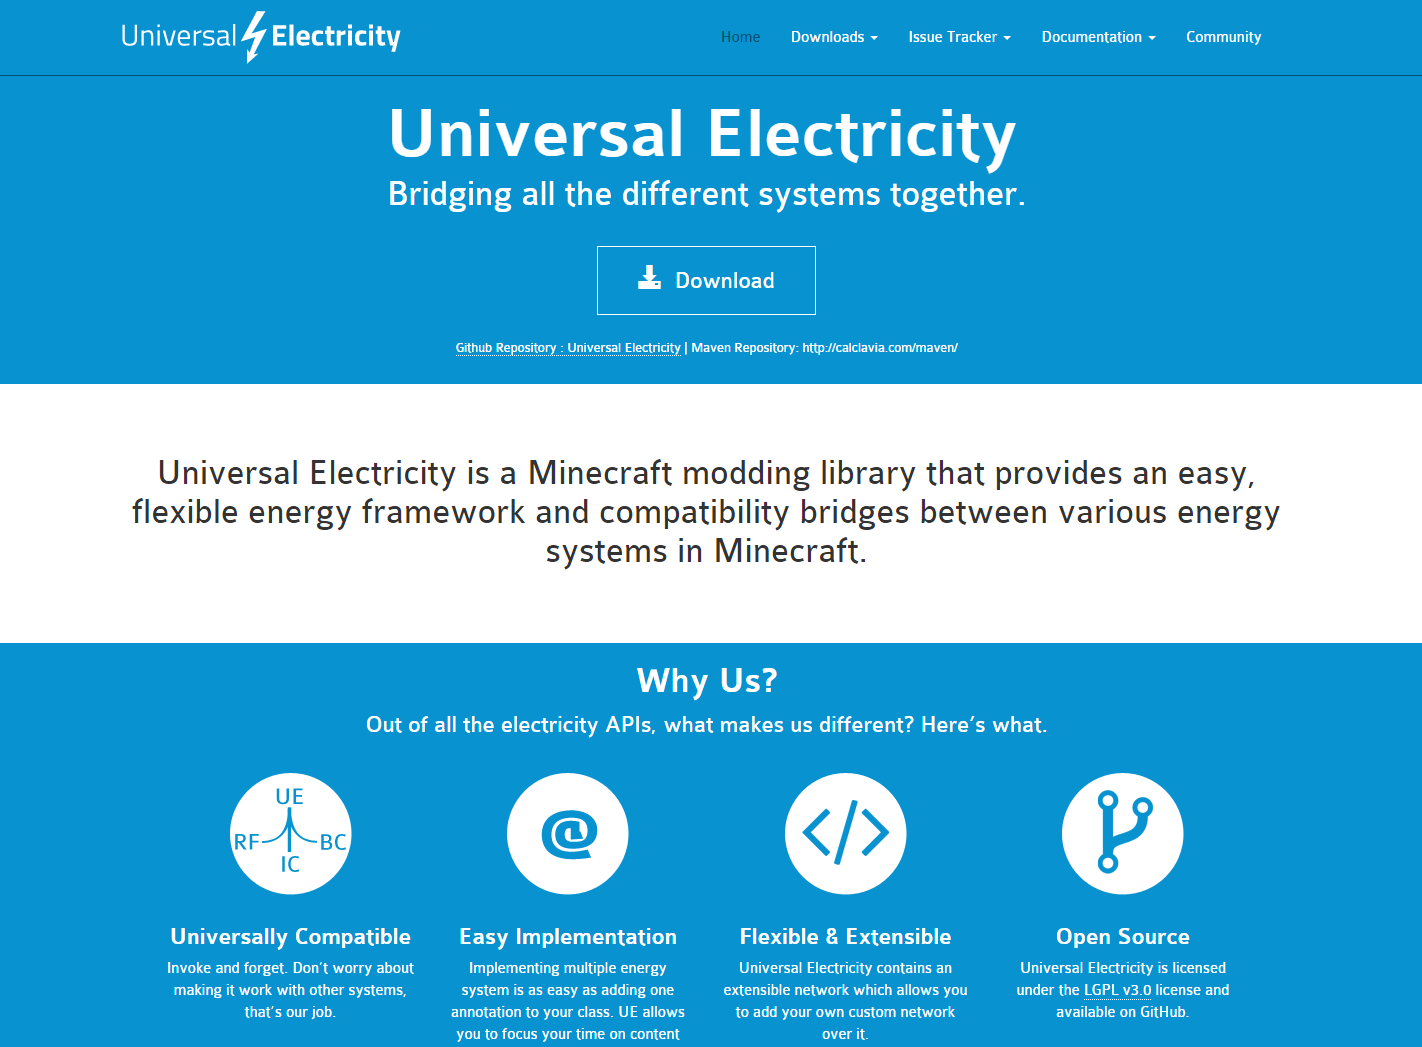 Universal Electricity
Home Downloads Issue Tracker Documentation Community
Universal Electricity
Bridging all the different systems together.
Download
Github Repository : Universal Electricity | Maven Repository: http://calclavia.com/maven/
Universal Electricity is a Minecraft modding library that provides an easy,
flexible energy framework and compatibility bridges between various energy
systems in Minecraft.
Why Us?
Out of all the electricity APIs, what makes us different? Here's what.
UE
RF BC
IC
@
</>
Universally Compatible
Invoke and forget. Don't worry about
making it work with other systems,
that's our job.
Easy Implementation
Implementing multiple energy
system is as easy as adding one
annotation to your class. UE allows
you to focus your time on content
Flexible & Extensible
Universal Electricity contains an
extensible network which allows you
to add your own custom network
over it.
Open Source
Universal Electricity is licensed
under the LGPL v3.0 license and
available on GitHub.